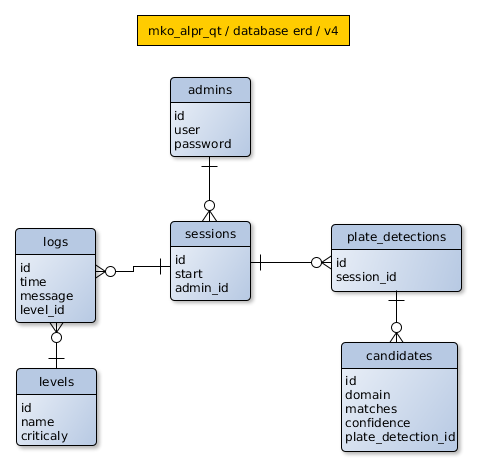 mko_alpr_qt / database erd / v4
admins
id
user
password
sessions
id
start
admin_id
logs
id
time
message
level_id
plate_detections
id
session_id
levels
id
name
criticaly
candidates
id
domain
matches
confidence
plate_detection_id